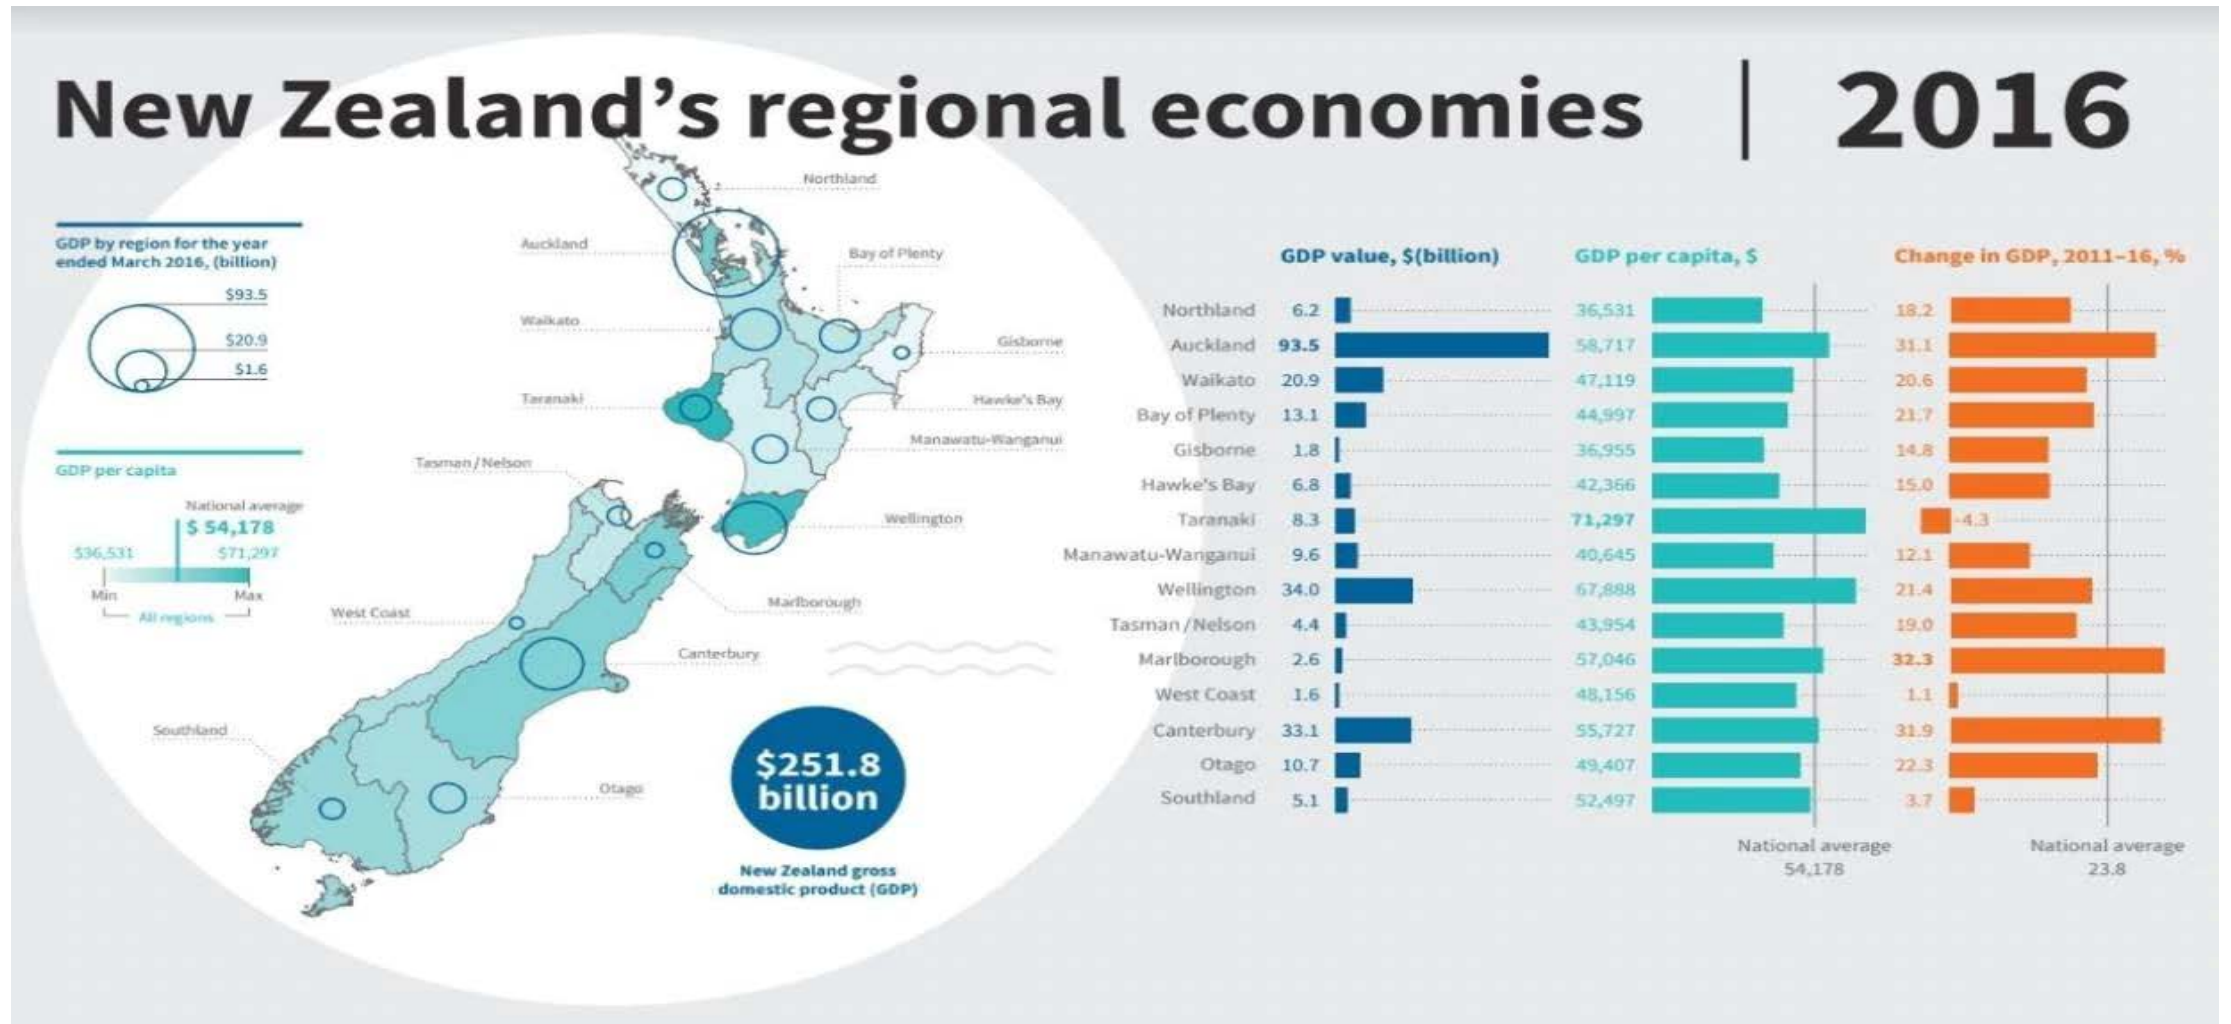 New Zealand's regional economies | 2016
GDP by region for the year
ended March 2016, (billion)
$93.5
$20.9
$1.6
GDP per capita
National average
$ 54,178
$36,531
$71,297
Min
Max
All regions
Northland
Auckland
Bay of Plenty
Waikato
Gisborne
Taranaki
Hawke's Bay
Manawatu-Wanganui
Tasman / Nelson
Wellington
Marlborough
West Coast
Canterbury
Southland
Otago
$251.8
billion
New Zealand gross
domestic product (GDP)
GDP value, $(billion) GDP per capita, $ Change in GDP, 2011–16, %
Northland 6.2 36,531 18.2
Auckland 93.5 58,717 31.1
Waikato 20.9 47,119 20.6
Bay of Plenty 13.1 44,997 21.7
Gisborne 1.8 36,955 14.8
Hawke's Bay 6.8 42,366 15.0
Taranaki 8.3 71,297 -4.3
Manawatu-Wanganui 9.6 40,645 12.1
Wellington 34.0 67,888 21.4
Tasman / Nelson 4.4 43,954 19.0
Marlborough 2.6 57,046 32.3
West Coast 1.6 48,156 1.1
Canterbury 33.1 55,727 31.9
Otago 10.7 49,407 22.3
Southland 5.1 52,497 3.7
National average
54,178
National average
23.8